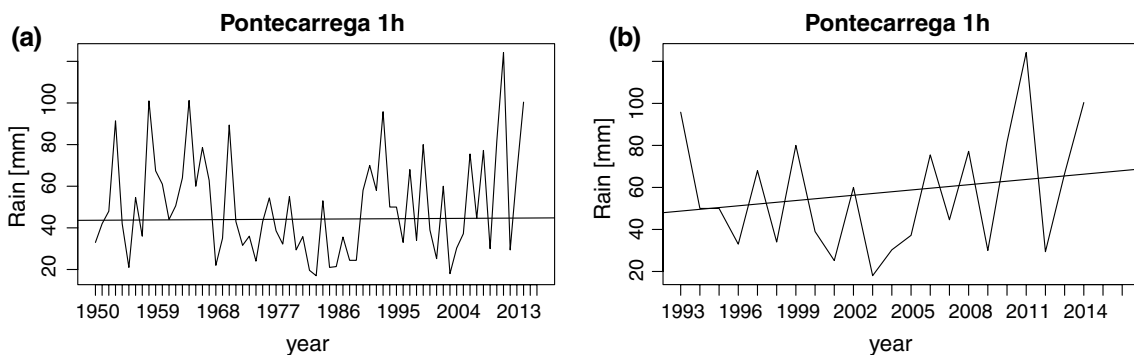 (a) Pontecarrega 1h
Rain [mm]
100
80
60
40
20
1950 1959 1968 1977 1986 1995 2004 2013
year
(b) Pontecarrega 1h
Rain [mm]
100
80
60
40
20
1993 1996 1999 2002 2005 2008 2011 2014
year